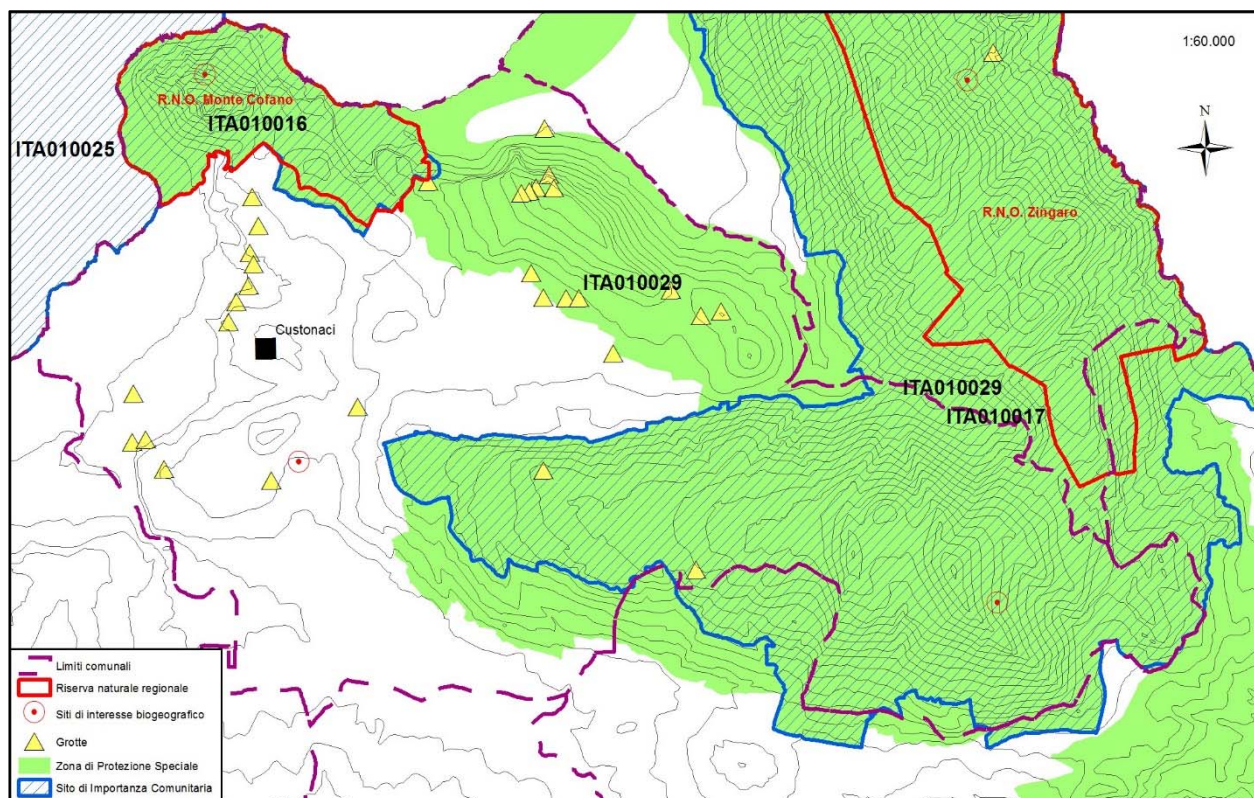 1:60.000
N
R.N.O. Monte Cofano
ITA010016
ITA010025
R.N.O. Zingaro
ITA010029
Custonaci
ITA010029
ITA010017
Limiti comunali
Riserva naturale regionale
Siti di interesse biogeografico
Grotte
Zona di Protezione Speciale
Sito di Importanza Comunitaria